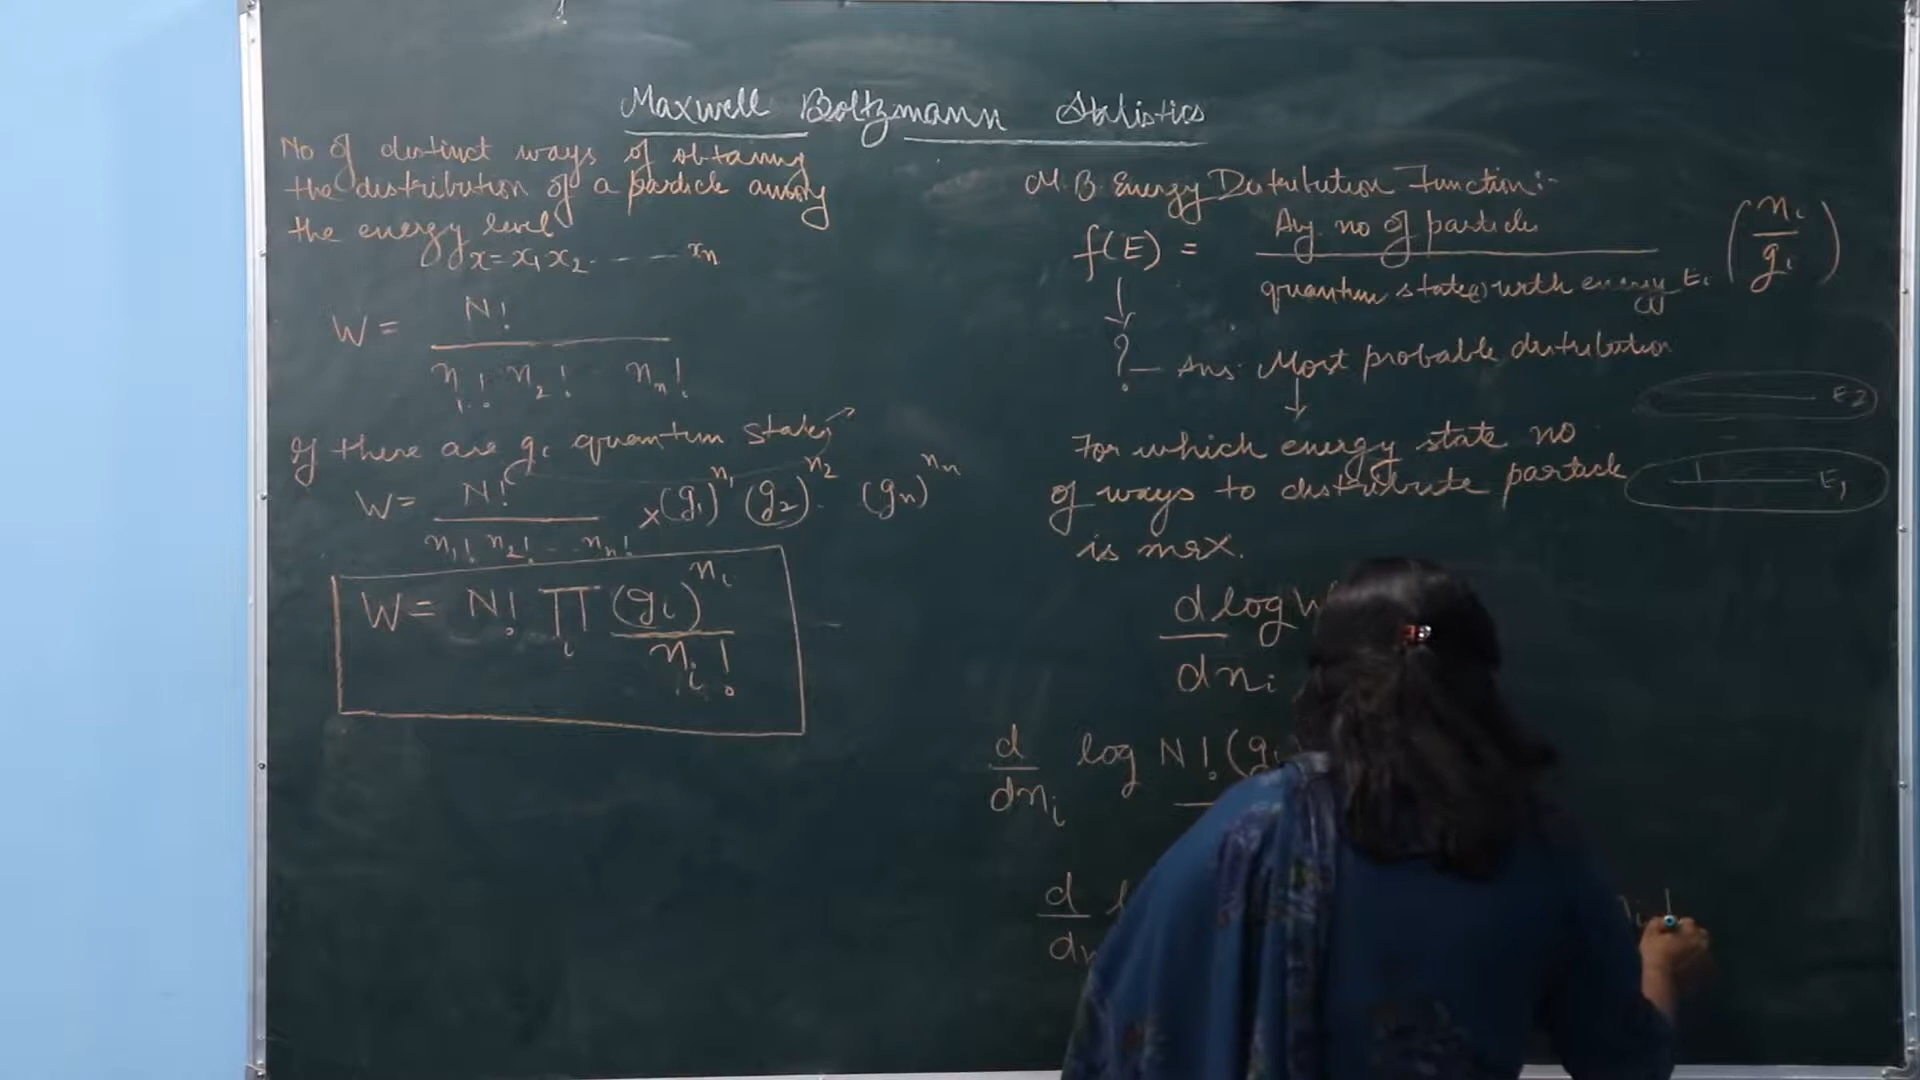 Maxwell Boltzmann Statistics
No of distinct ways of obtaining
the distribution of a particle among
the energy level
x = x₁ x₂ - - - - - xₙ
W = N! / n₁! n₂! nₙ!
If there are gᵢ quantum states
W = N! / n₁! n₂! ... nₙ! × (g₁)^n₁ (g₂)^n₂ . (gₙ)^nₙ
W = N! ∏ᵢ (gᵢ)^nᵢ / nᵢ!
M.B. Energy Distribution Function:-
f(E) = Avg. no of particles / quantum state(s) with energy Eᵢ (nᵢ / gᵢ)
↓
? — Ans: Most probable distribution
↓
E₂
For which energy state no
of ways to distribute particle
E₁
is max.
d log W / dnᵢ
d / dnᵢ log N! (gᵢ
d